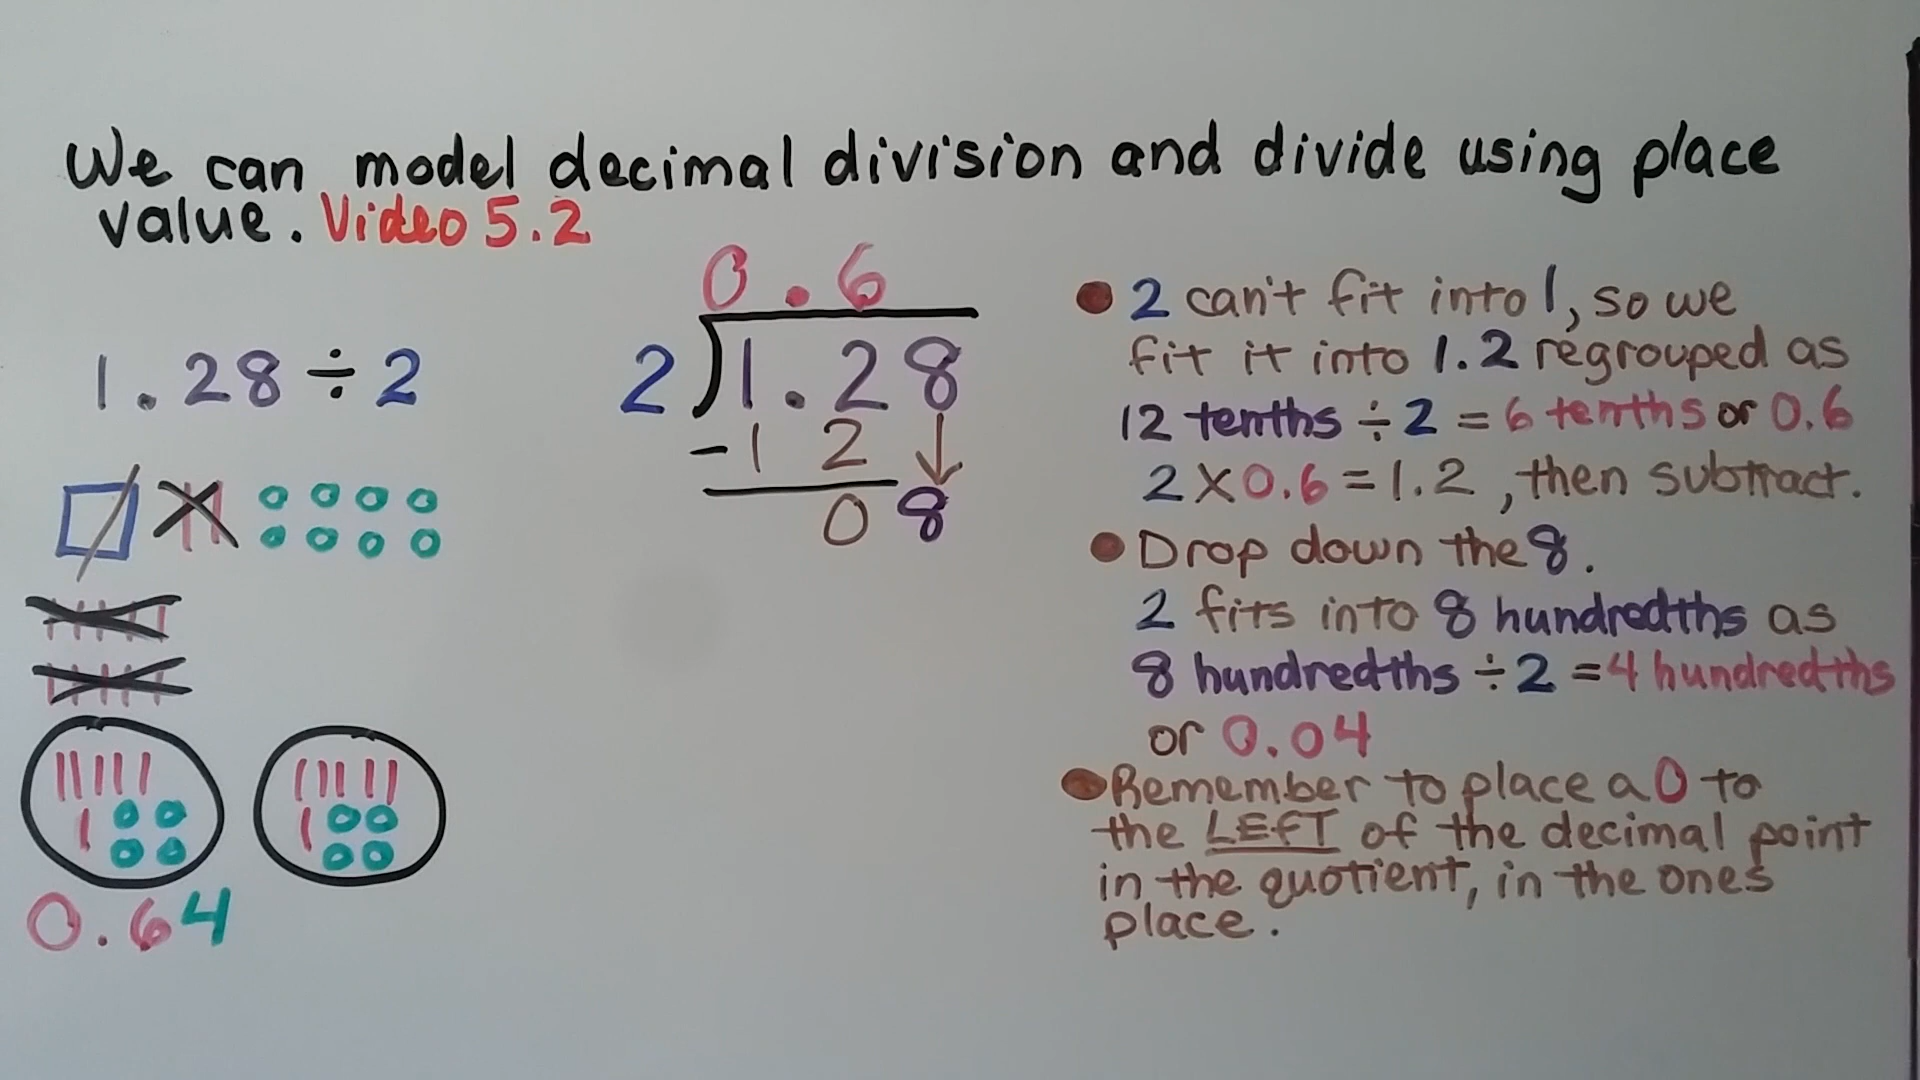 We can model decimal division and divide using place
value. Video 5.2
1.28 ÷ 2
0.64
0.6
2)1.28
-12
08
2 can't fit into 1, so we
fit it into 1.2 regrouped as
12 tenths ÷ 2 = 6 tenths or 0.6
2 x 0.6 = 1.2, then subtract.
Drop down the 8.
2 fits into 8 hundredths as
8 hundredths ÷ 2 = 4 hundredths
or 0.04
Remember to place a 0 to
the LEFT of the decimal point
in the quotient, in the ones
place.